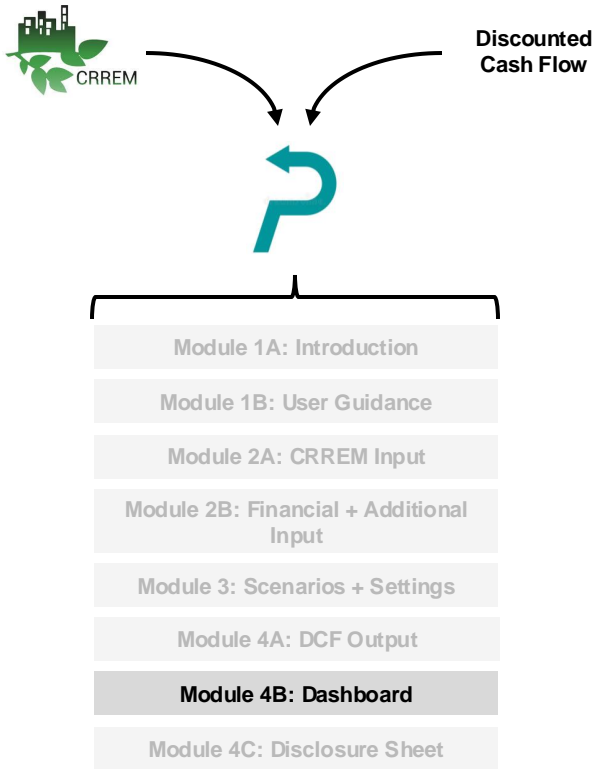 CRREM
Discounted
Cash Flow
Module 1A: Introduction
Module 1B: User Guidance
Module 2A: CRREM Input
Module 2B: Financial + Additional
Input
Module 3: Scenarios + Settings
Module 4A: DCF Output
Module 4B: Dashboard
Module 4C: Disclosure Sheet